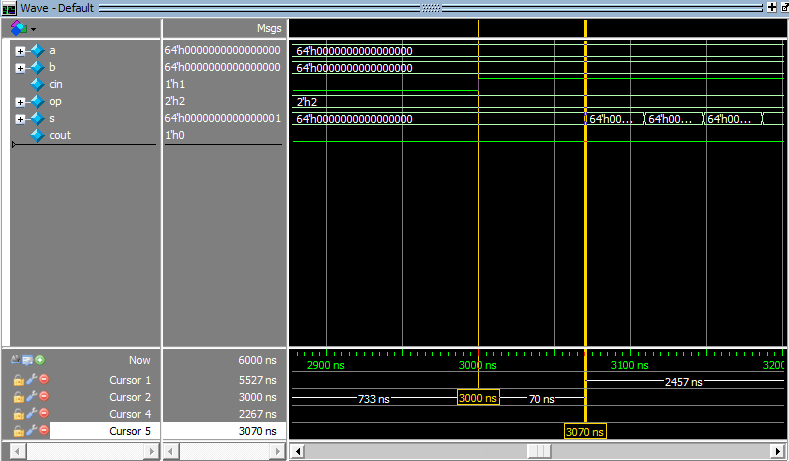 Wave - Default
Msgs
a 64'h0000000000000000 64'h0000000000000000
b 64'h0000000000000000 64'h0000000000000000
cin 1'h1
op 2'h2 2'h2
s 64'h0000000000000001 64'h0000000000000000 64'h00... 64'h00... 64'h00...
cout 1'h0
Now 6000 ns 2900 ns 3000 ns 3100 ns 3200
Cursor 1 5527 ns 2457 ns
Cursor 2 3000 ns 733 ns 3000 ns 70 ns
Cursor 4 2267 ns
Cursor 5 3070 ns 3070 ns